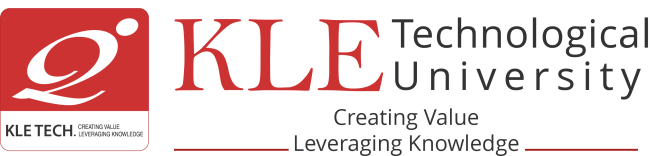 KLE TECH. CREATING VALUE
LEVERAGING KNOWLEDGE
KLE Technological
University
Creating Value
Leveraging Knowledge